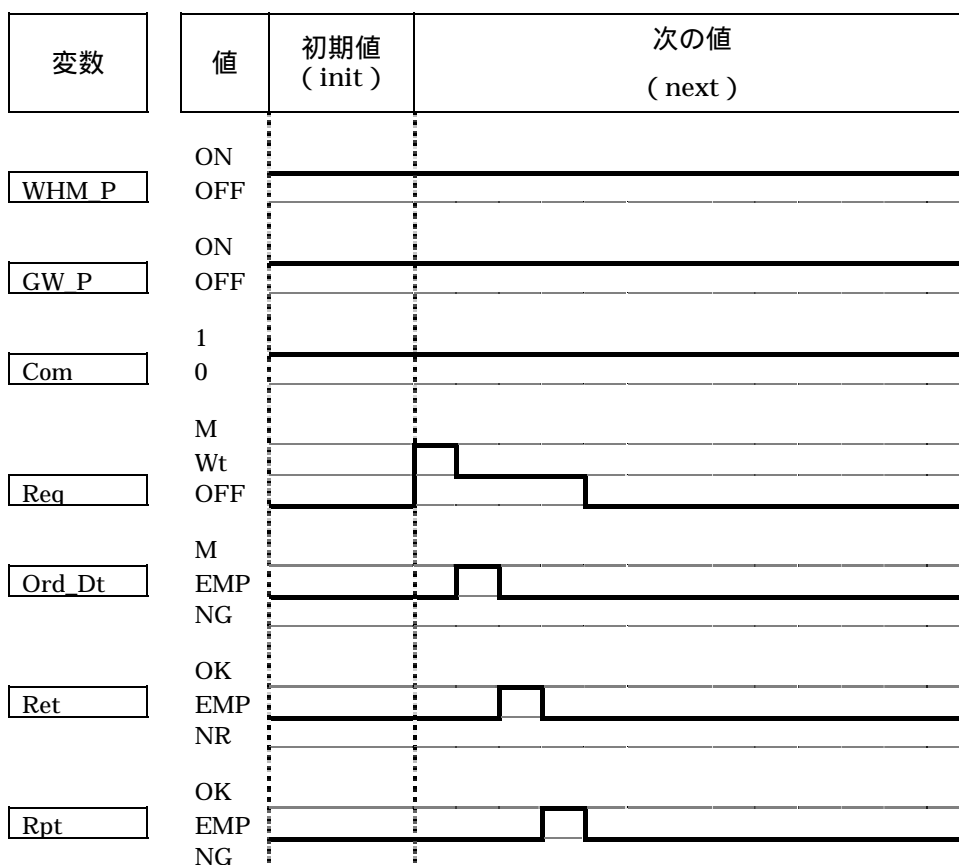 変数
値
初期値
( init )
次の値
( next )
ON
WHM_P
OFF
ON
GW_P
OFF
1
Com
0
M
Wt
Req
OFF
M
Ord_Dt
EMP
NG
OK
Ret
EMP
NR
OK
Rpt
EMP
NG